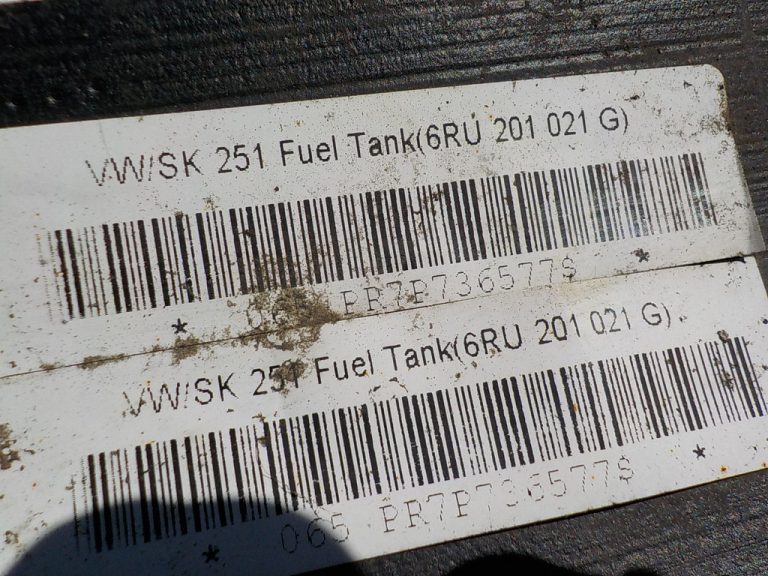 VW/SK 251 Fuel Tank(6RU 201 021 G)
* PR7P736577$ *
VW/SK 251 Fuel Tank(6RU 201 021 G)
* 065 PR7P736577$ *